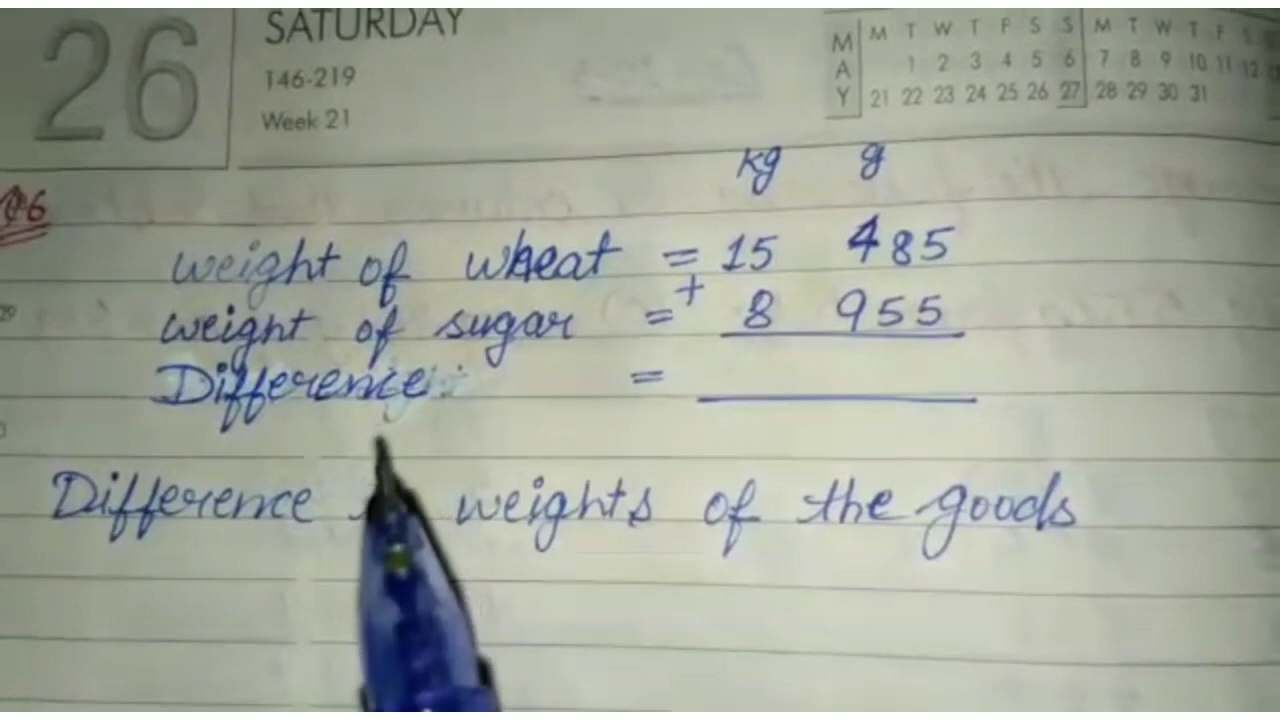 26 SATURDAY
146-219
Week 21
MAY
M T W T F S S M T W T F S
1 2 3 4 5 6 7 8 9 10 11 12
21 22 23 24 25 26 27 28 29 30 31
kg g
Q6
weight of wheat = 15 485
weight of sugar = + 8 955
Difference =
Difference weights of the goods